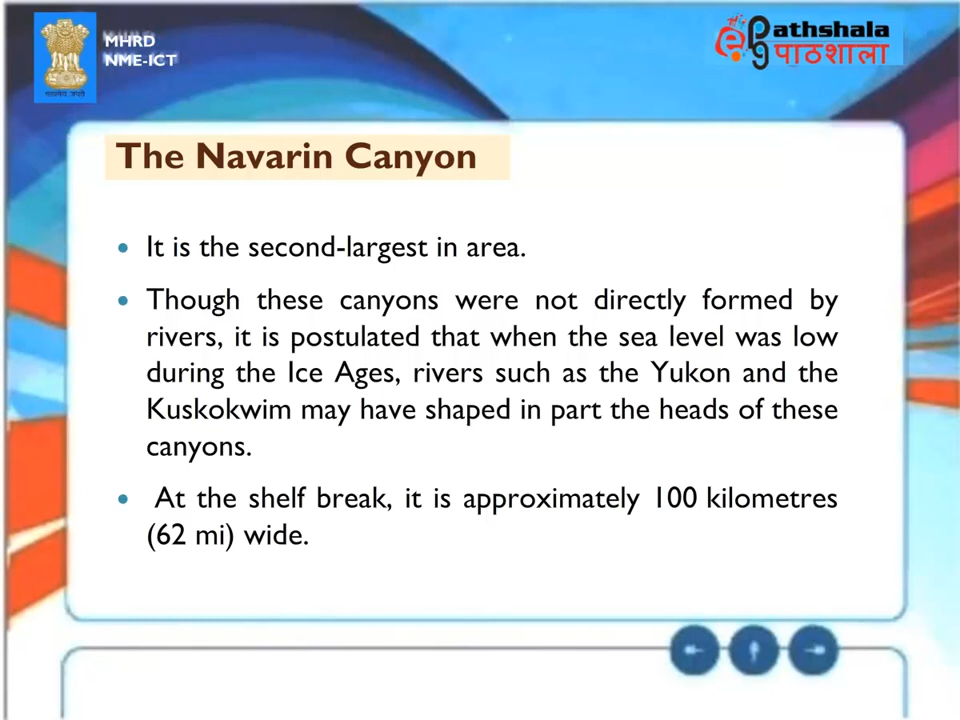 MHRD
NME-ICT
e pg Pathshala
पाठशाला
The Navarin Canyon
• It is the second-largest in area.
• Though these canyons were not directly formed by
rivers, it is postulated that when the sea level was low
during the Ice Ages, rivers such as the Yukon and the
Kuskokwim may have shaped in part the heads of these
canyons.
• At the shelf break, it is approximately 100 kilometres
(62 mi) wide.